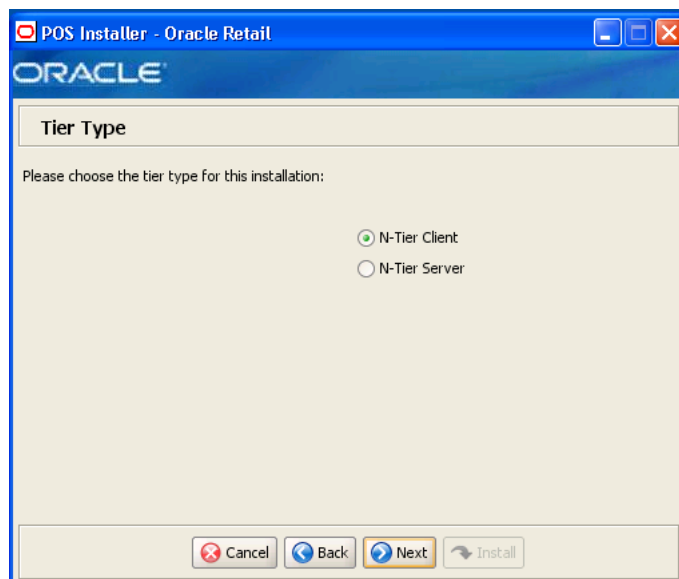 POS Installer - Oracle Retail
ORACLE
Tier Type
Please choose the tier type for this installation:
N-Tier Client
N-Tier Server
Cancel Back Next Install